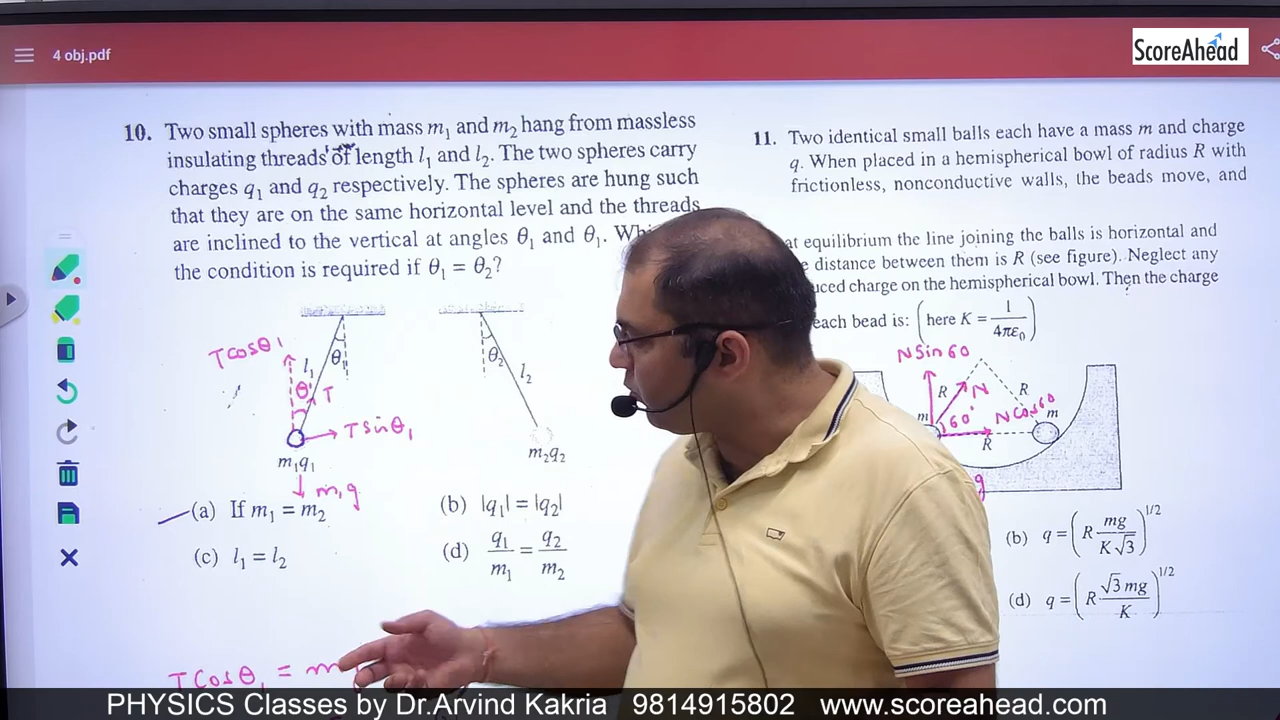 4 obj.pdf
ScoreAhead
10. Two small spheres with mass m₁ and m₂ hang from massless
insulating threads of length l₁ and l₂. The two spheres carry
charges q₁ and q₂ respectively. The spheres are hung such
that they are on the same horizontal level and the threads
are inclined to the vertical at angles θ₁ and θ₁.
the condition is required if θ₁ = θ₂?
Tcosθ₁
l₁
θ₁
θ
T
Tsinθ₁
m₁q₁
m₁g
θ₂
l₂
m₂q₂
(a) If m₁ = m₂
(b) |q₁| = |q₂|
(c) l₁ = l₂
(d) q₁/m₁ = q₂/m₂
Tcosθ₁ = m
11. Two identical small balls each have a mass m and charge
q. When placed in a hemispherical bowl of radius R with
frictionless, nonconductive walls, the beads move, and
at equilibrium the line joining the balls is horizontal and
distance between them is R (see figure). Neglect any
charge on the hemispherical bowl. Then the charge
each bead is: (here K = 1/4πε₀)
Nsin60
R
N
R
m
60°
Ncos60
m
R
g
(b) q = (R mg/K√3)^1/2
(d) q = (R √3 mg/K)^1/2
PHYSICS Classes by Dr.Arvind Kakria 9814915802 www.scoreahead.com